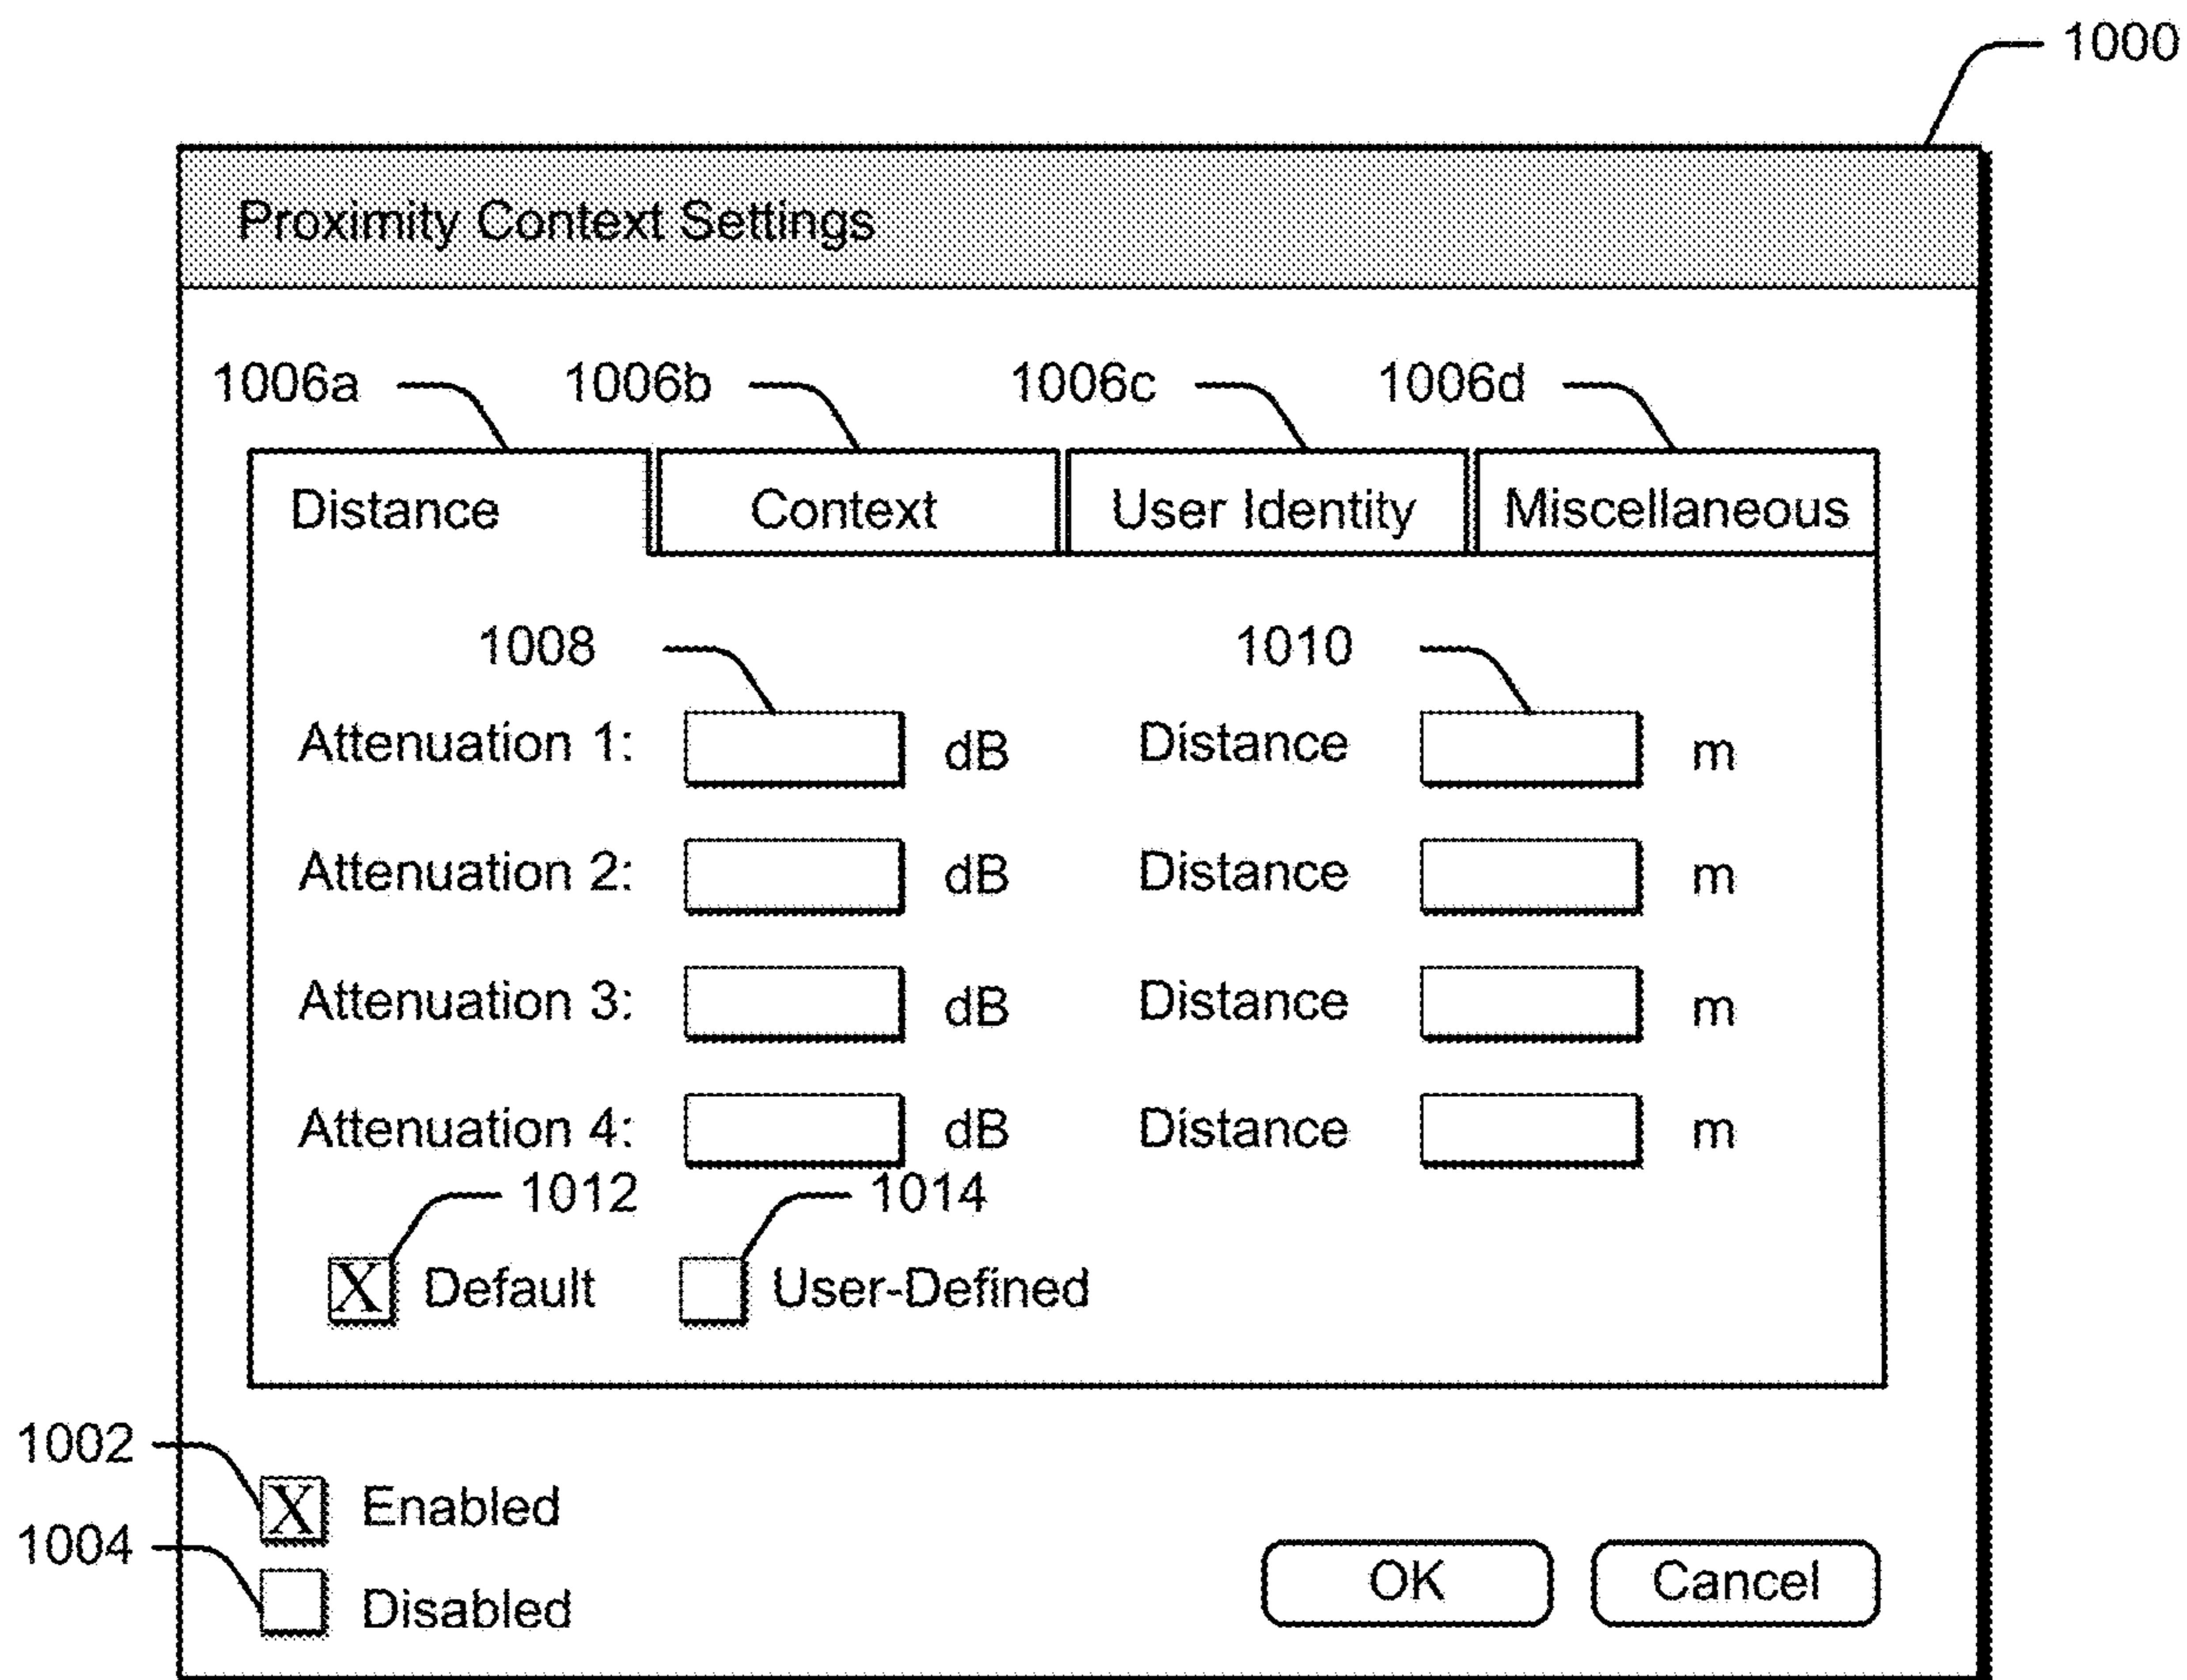 1000
Proximity Context Settings
1006a 1006b 1006c 1006d
Distance Context User Identity Miscellaneous
1008 1010
Attenuation 1: dB Distance m
Attenuation 2: dB Distance m
Attenuation 3: dB Distance m
Attenuation 4: dB Distance m
1012 1014
X Default User-Defined
1002
X Enabled
1004
Disabled
OK Cancel